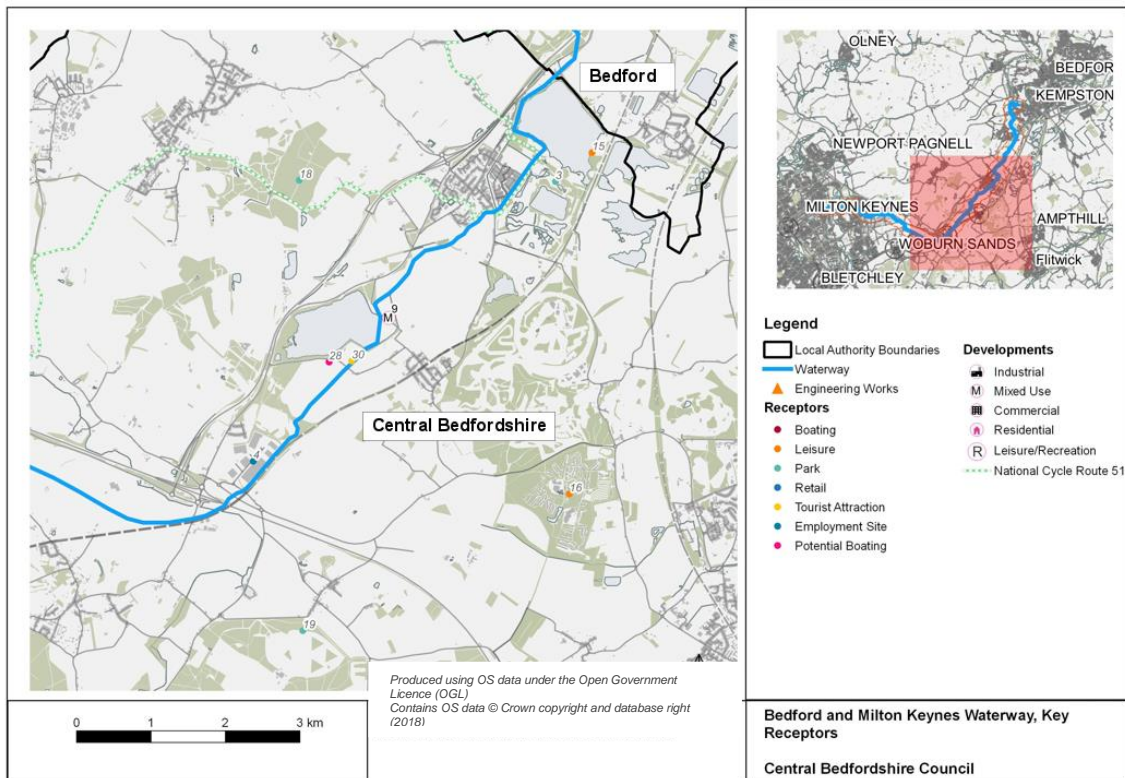 Bedford
15
3
18
9
M
28
30
Central Bedfordshire
4
16
19
Produced using OS data under the Open Government
Licence (OGL)
Contains OS data © Crown copyright and database right
(2018)
0 1 2 3 km
OLNEY
BEDFOR
KEMPSTON
NEWPORT PAGNELL
MILTON KEYNES
AMPTHILL
WOBURN SANDS
Flitwick
BLETCHLEY
Legend
Local Authority Boundaries
Waterway
Engineering Works
Receptors
Boating
Leisure
Park
Retail
Tourist Attraction
Employment Site
Potential Boating
Developments
Industrial
M Mixed Use
Commercial
Residential
R Leisure/Recreation
National Cycle Route 51
Bedford and Milton Keynes Waterway, Key
Receptors
Central Bedfordshire Council